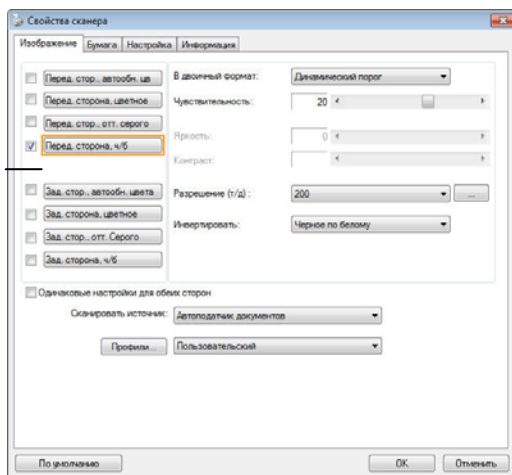 Свойства сканера
Изображение Бумага Настройка Информация
Перед. стор., автообн. цв
Перед. сторона, цветное
Перед. стор., отт. серого
Перед. сторона, ч/б
Зад. стор., автообн. цвета
Зад. сторона, цветное
Зад. стор., отт. Серого
Зад. сторона, ч/б
В двоичный формат: Динамический порог
Чувствительность: 20
Яркость: 0
Контраст:
Разрешение (т/д) : 200 ...
Инвертировать: Черное по белому
Одинаковые настройки для обеих сторон
Сканировать источник: Автоподатчик документов
Профили... Пользовательский
По умолчанию OK Отменить